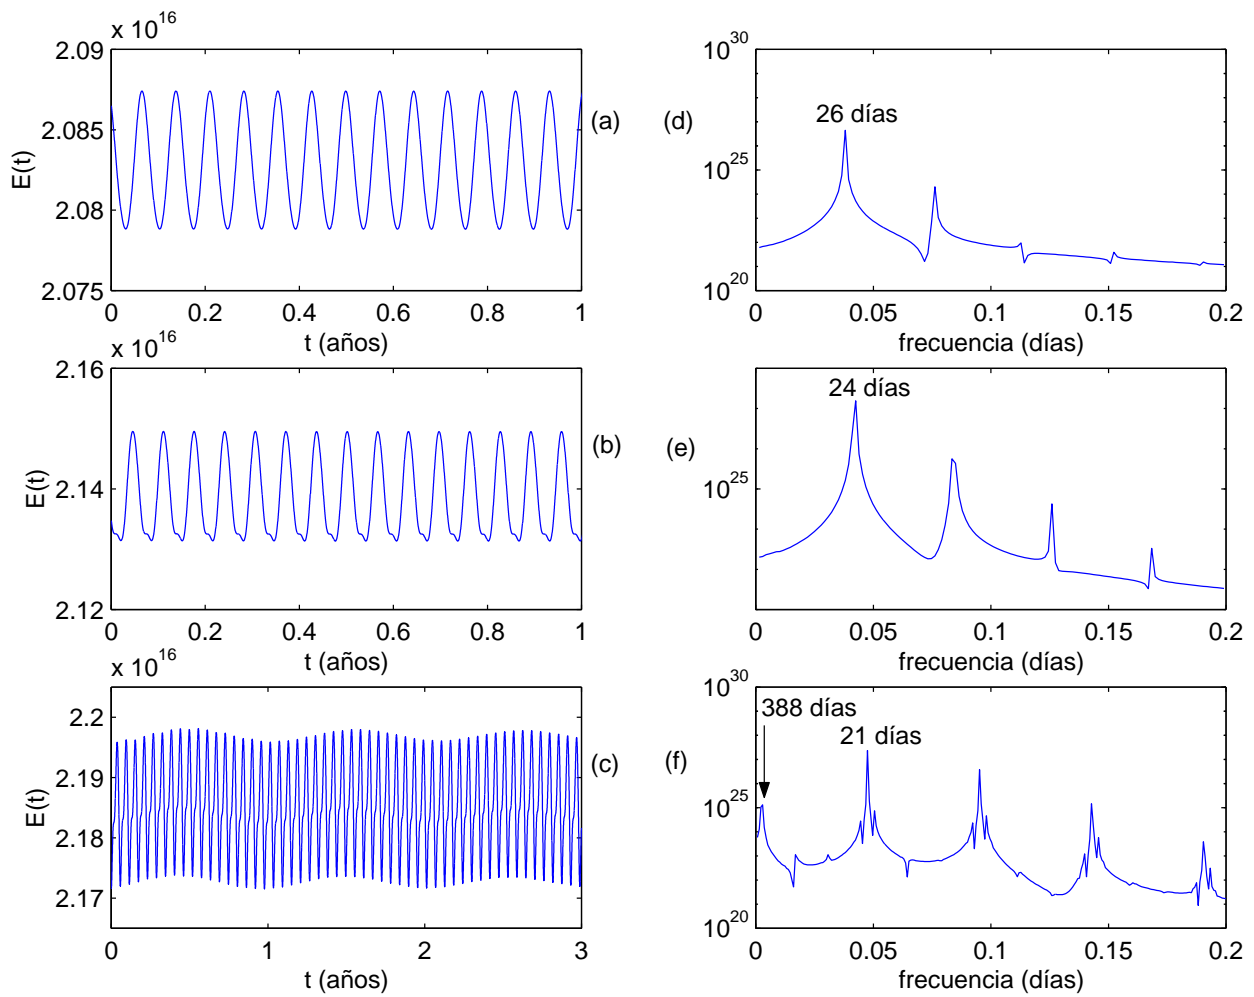 x 10^16
2.09
2.085
2.08
2.075
E(t)
0 0.2 0.4 0.6 0.8 1
t (años)
(a)
(d)
10^30
10^25
10^20
26 días
0 0.05 0.1 0.15 0.2
frecuencia (días)
x 10^16
2.16
2.14
2.12
E(t)
0 0.2 0.4 0.6 0.8 1
t (años)
(b)
(e)
10^25
24 días
0 0.05 0.1 0.15 0.2
frecuencia (días)
x 10^16
2.2
2.19
2.18
2.17
E(t)
0 1 2 3
t (años)
(c)
(f)
10^30
10^25
10^20
388 días
21 días
0 0.05 0.1 0.15 0.2
frecuencia (días)